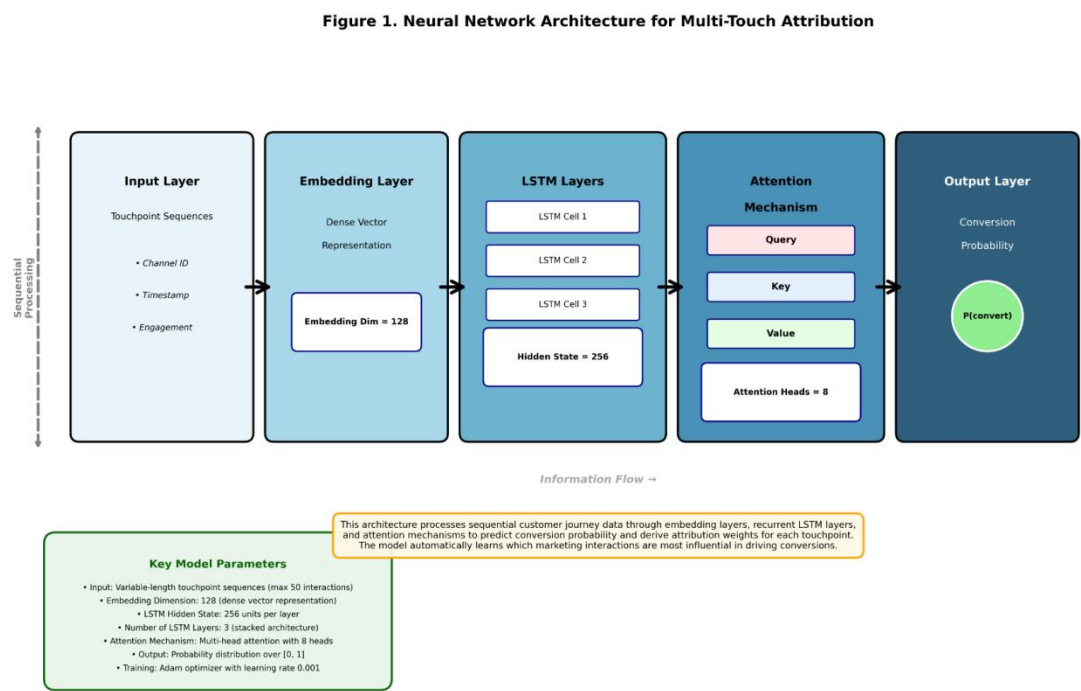 Figure 1. Neural Network Architecture for Multi-Touch Attribution
Sequential
Processing
Input Layer
Touchpoint Sequences
• Channel ID
• Timestamp
• Engagement
Embedding Layer
Dense Vector
Representation
Embedding Dim = 128
LSTM Layers
LSTM Cell 1
LSTM Cell 2
LSTM Cell 3
Hidden State = 256
Attention
Mechanism
Query
Key
Value
Attention Heads = 8
Output Layer
Conversion
Probability
P(convert)
Information Flow →
This architecture processes sequential customer journey data through embedding layers, recurrent LSTM layers,
and attention mechanisms to predict conversion probability and derive attribution weights for each touchpoint.
The model automatically learns which marketing interactions are most influential in driving conversions.
Key Model Parameters
• Input: Variable-length touchpoint sequences (max 50 interactions)
• Embedding Dimension: 128 (dense vector representation)
• LSTM Hidden State: 256 units per layer
• Number of LSTM Layers: 3 (stacked architecture)
• Attention Mechanism: Multi-head attention with 8 heads
• Output: Probability distribution over [0, 1]
• Training: Adam optimizer with learning rate 0.001